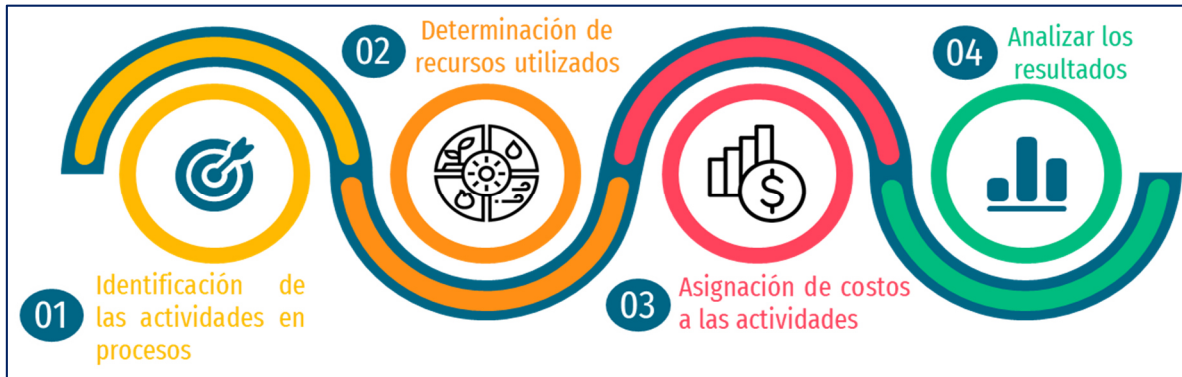 01
Identificación de
las actividades en
procesos
02
Determinación de
recursos utilizados
03
Asignación de costos
a las actividades
04
Analizar los
resultados
$